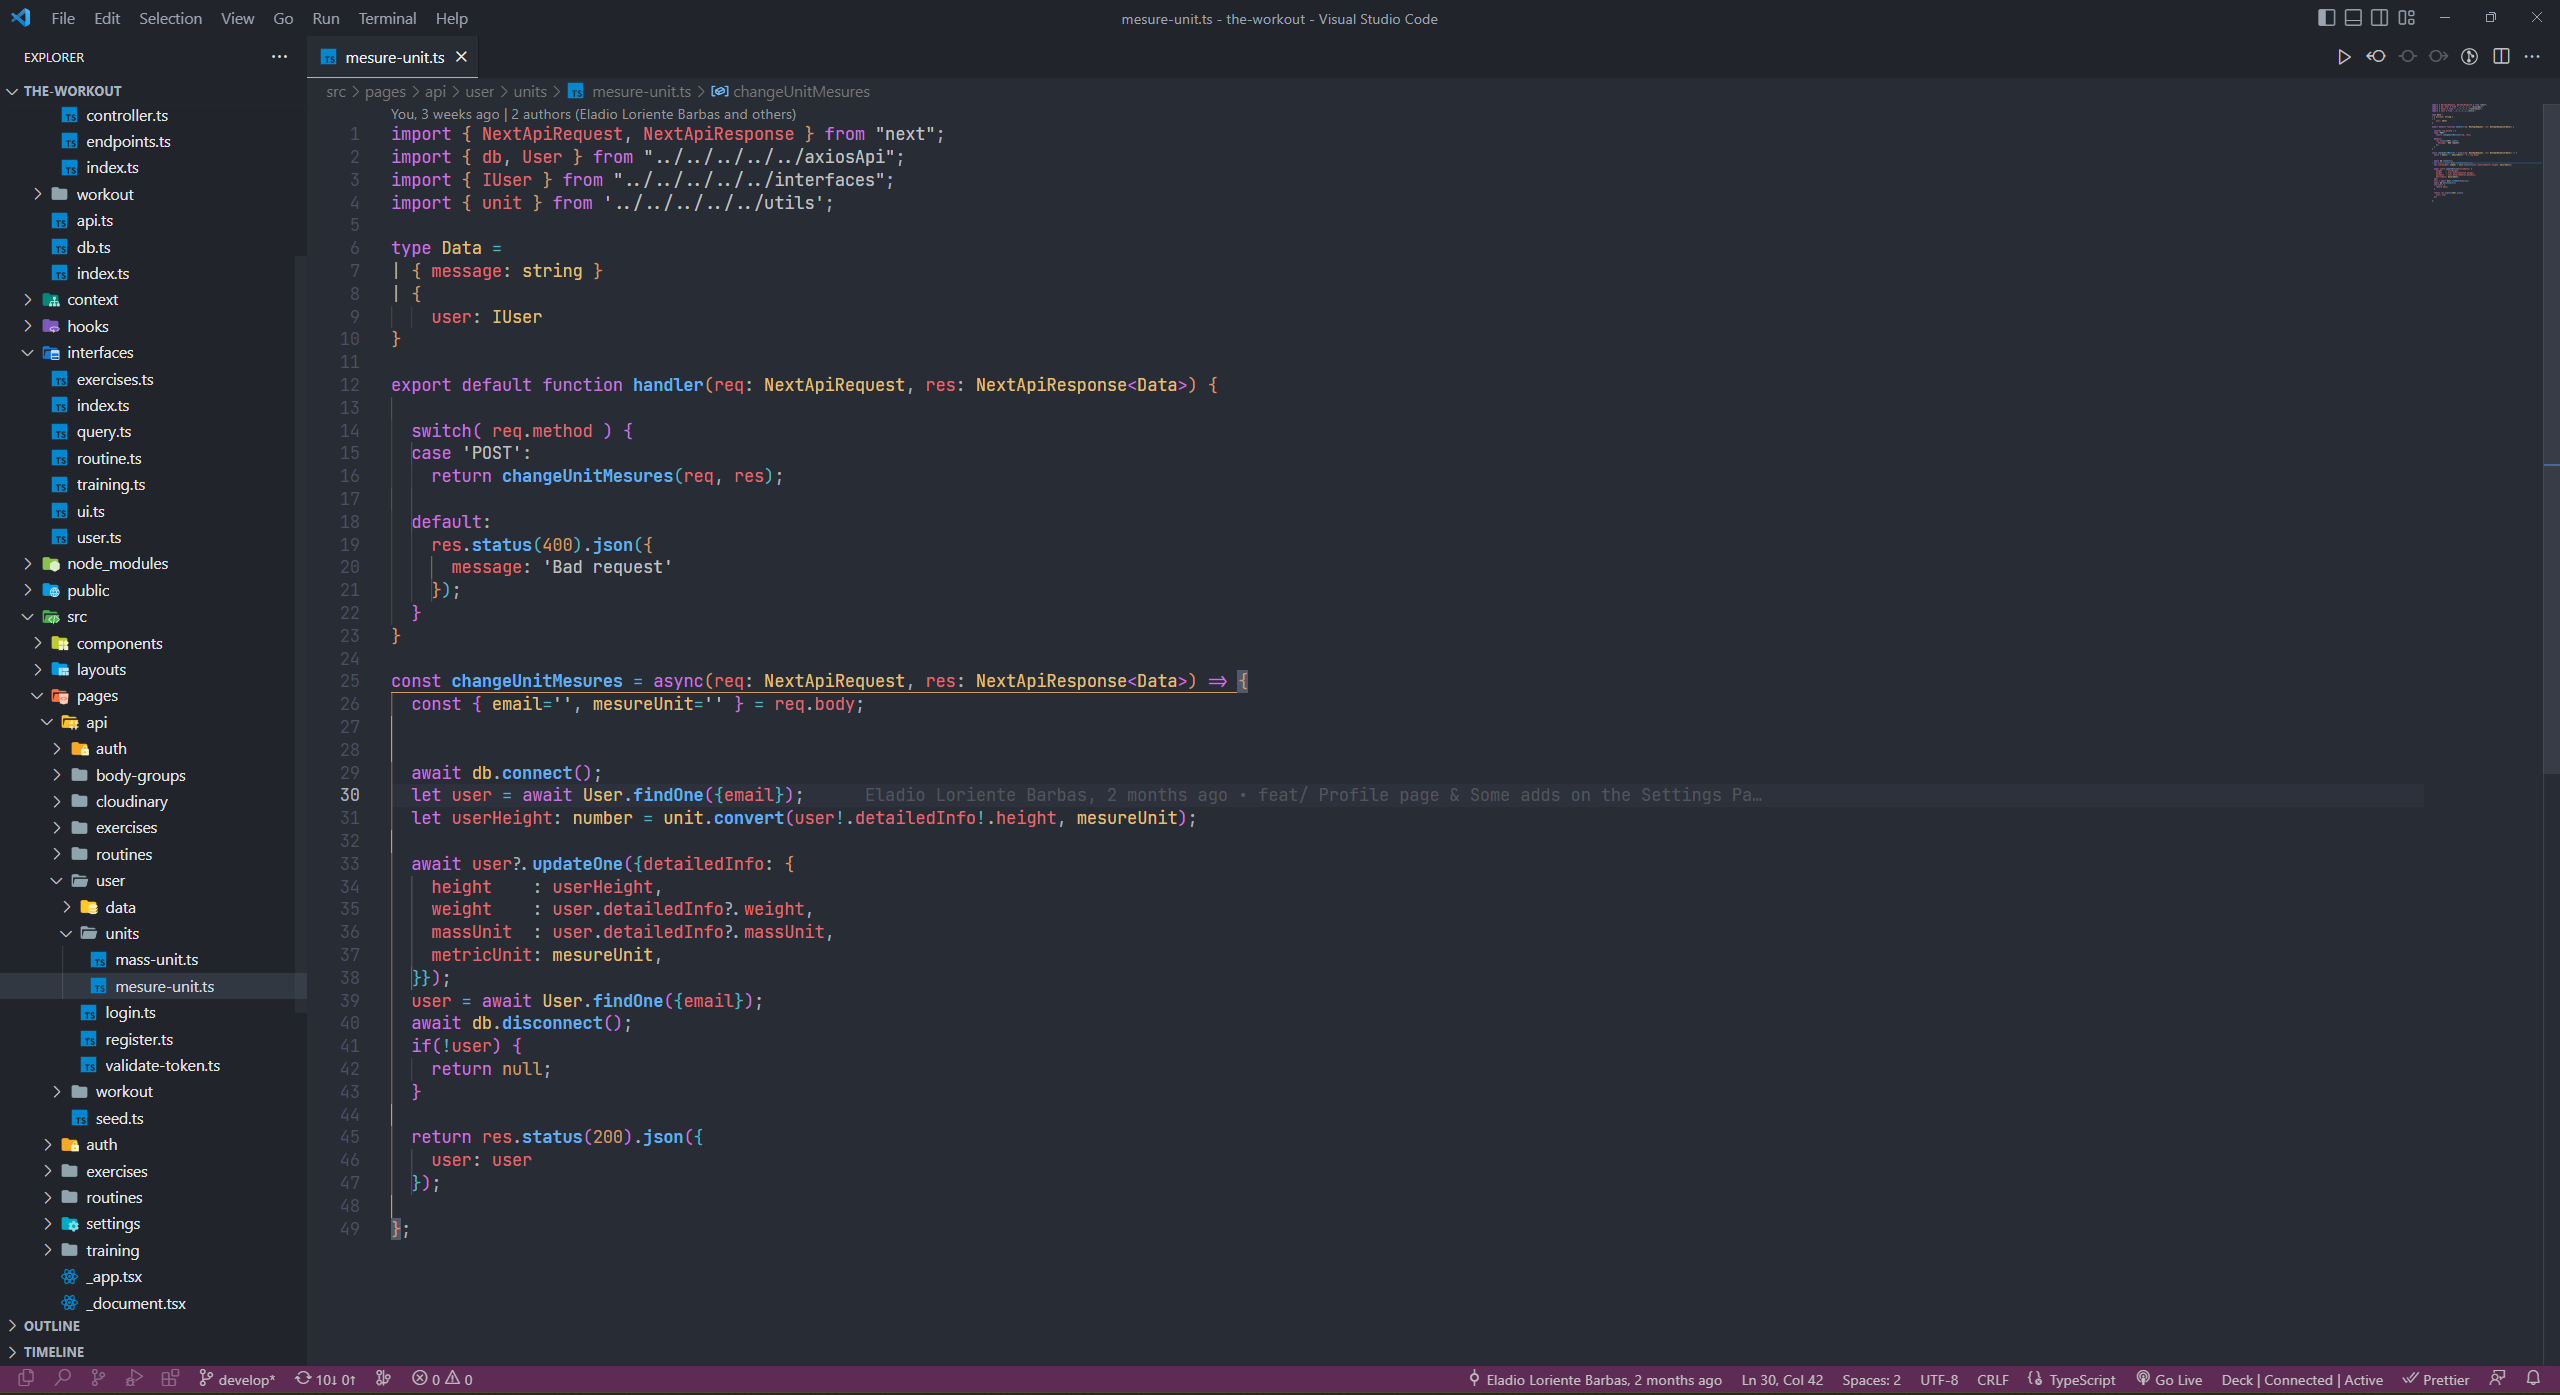 File Edit Selection View Go Run Terminal Help
mesure-unit.ts - the-workout - Visual Studio Code
EXPLORER
THE-WORKOUT
controller.ts
endpoints.ts
index.ts
workout
api.ts
db.ts
index.ts
context
hooks
interfaces
exercises.ts
index.ts
query.ts
routine.ts
training.ts
ui.ts
user.ts
node_modules
public
src
components
layouts
pages
api
auth
body-groups
cloudinary
exercises
routines
user
data
units
mass-unit.ts
mesure-unit.ts
login.ts
register.ts
validate-token.ts
workout
seed.ts
auth
exercises
routines
settings
training
_app.tsx
_document.tsx
OUTLINE
TIMELINE
mesure-unit.ts
src > pages > api > user > units > mesure-unit.ts > changeUnitMesures
You, 3 weeks ago | 2 authors (Eladio Loriente Barbas and others)
1 import { NextApiRequest, NextApiResponse } from "next";
2 import { db, User } from "../../../../../axiosApi";
3 import { IUser } from "../../../../../interfaces";
4 import { unit } from '../../../../../utils';
5
6 type Data =
7 | { message: string }
8 | {
9 user: IUser
10 }
11
12 export default function handler(req: NextApiRequest, res: NextApiResponse<Data>) {
13
14 switch( req.method ) {
15 case 'POST':
16 return changeUnitMesures(req, res);
17
18 default:
19 res.status(400).json({
20 message: 'Bad request'
21 });
22 }
23 }
24
25 const changeUnitMesures = async(req: NextApiRequest, res: NextApiResponse<Data>) => {
26 const { email='', mesureUnit='' } = req.body;
27
28
29 await db.connect();
30 let user = await User.findOne({email}); Eladio Loriente Barbas, 2 months ago • feat/ Profile page & Some adds on the Settings Pa…
31 let userHeight: number = unit.convert(user!.detailedInfo!.height, mesureUnit);
32
33 await user?.updateOne({detailedInfo: {
34 height : userHeight,
35 weight : user.detailedInfo?.weight,
36 massUnit : user.detailedInfo?.massUnit,
37 metricUnit: mesureUnit,
38 }});
39 user = await User.findOne({email});
40 await db.disconnect();
41 if(!user) {
42 return null;
43 }
44
45 return res.status(200).json({
46 user: user
47 });
48
49 };
develop* 10↓ 0↑ 0 0
Eladio Loriente Barbas, 2 months ago Ln 30, Col 42 Spaces: 2 UTF-8 CRLF TypeScript Go Live Deck | Connected | Active Prettier